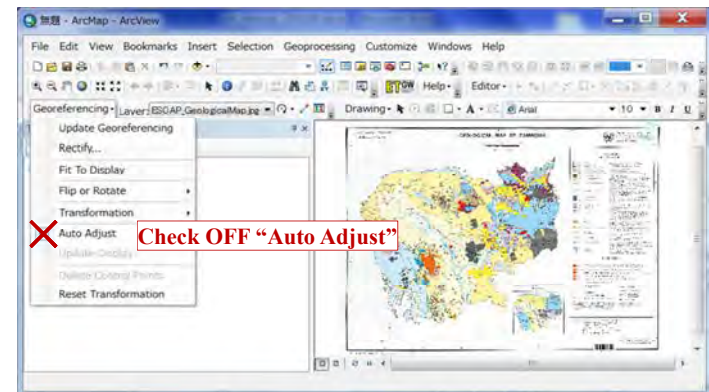 無題 - ArcMap - ArcView
File Edit View Bookmarks Insert Selection Geoprocessing Customize Windows Help
Help Editor
Georeferencing Layer: ESCAP_GeologicalMap.jpg Drawing A Arial 10 B I U
Update Georeferencing
Rectify...
Fit To Display
Flip or Rotate
Transformation
Auto Adjust
Check OFF “Auto Adjust”
Update Display
Delete Control Points
Reset Transformation
GEOLOGICAL MAP OF CAMBODIA